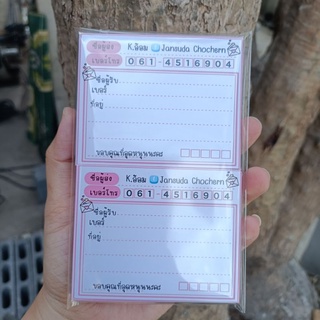 ชื่อผู้ส่ง K.ส้อม Jansuda Chochern
เบอร์โทร 061-4516904
ชื่อผู้รับ
เบอร์
ที่อยู่
ขอบคุณที่อุดหนุนนะคะ
ชื่อผู้ส่ง K.ส้อม Jansuda Chochern
เบอร์โทร 061-4516904
ชื่อผู้รับ
เบอร์
ที่อยู่
ขอบคุณที่อุดหนุนนะคะ